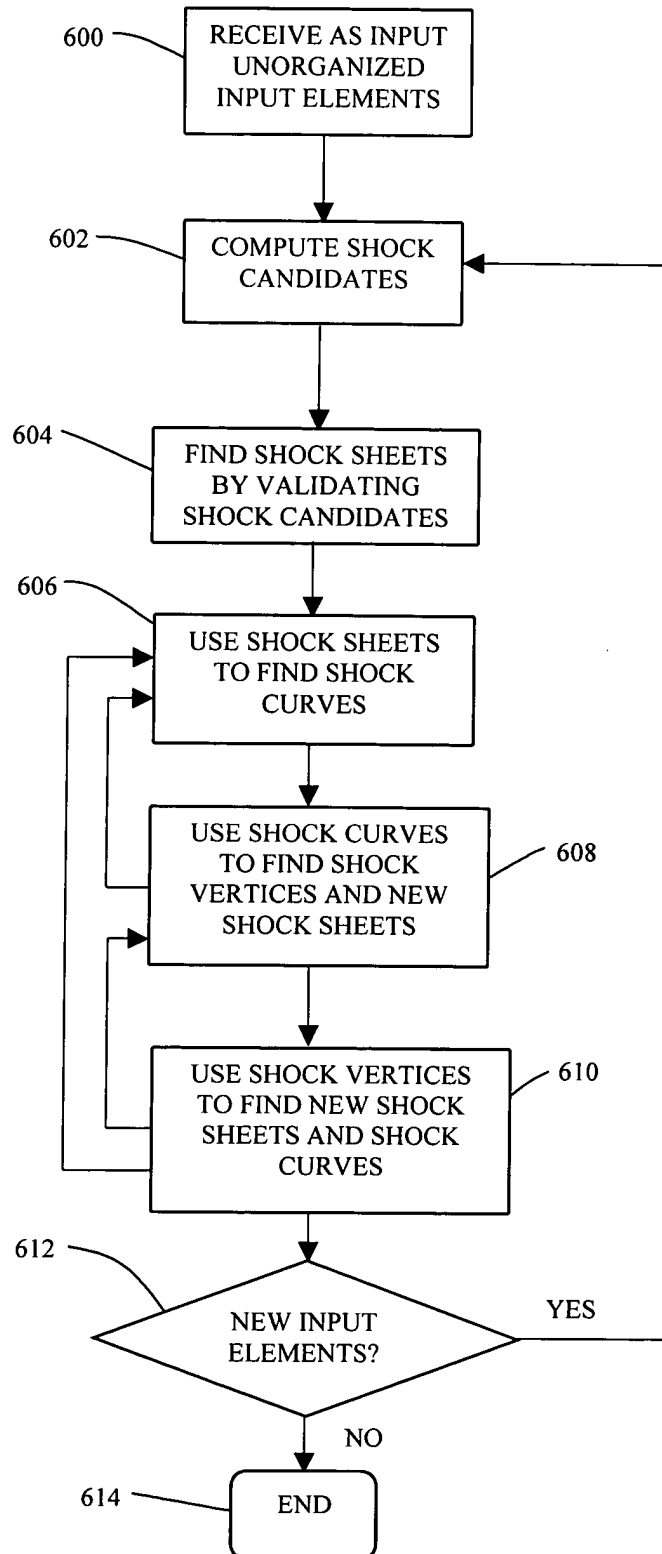 600
RECEIVE AS INPUT
UNORGANIZED
INPUT ELEMENTS
602
COMPUTE SHOCK
CANDIDATES
604
FIND SHOCK SHEETS
BY VALIDATING
SHOCK CANDIDATES
606
USE SHOCK SHEETS
TO FIND SHOCK
CURVES
USE SHOCK CURVES
TO FIND SHOCK
VERTICES AND NEW
SHOCK SHEETS
608
USE SHOCK VERTICES
TO FIND NEW SHOCK
SHEETS AND SHOCK
CURVES
610
612
NEW INPUT
ELEMENTS?
YES
NO
614
END